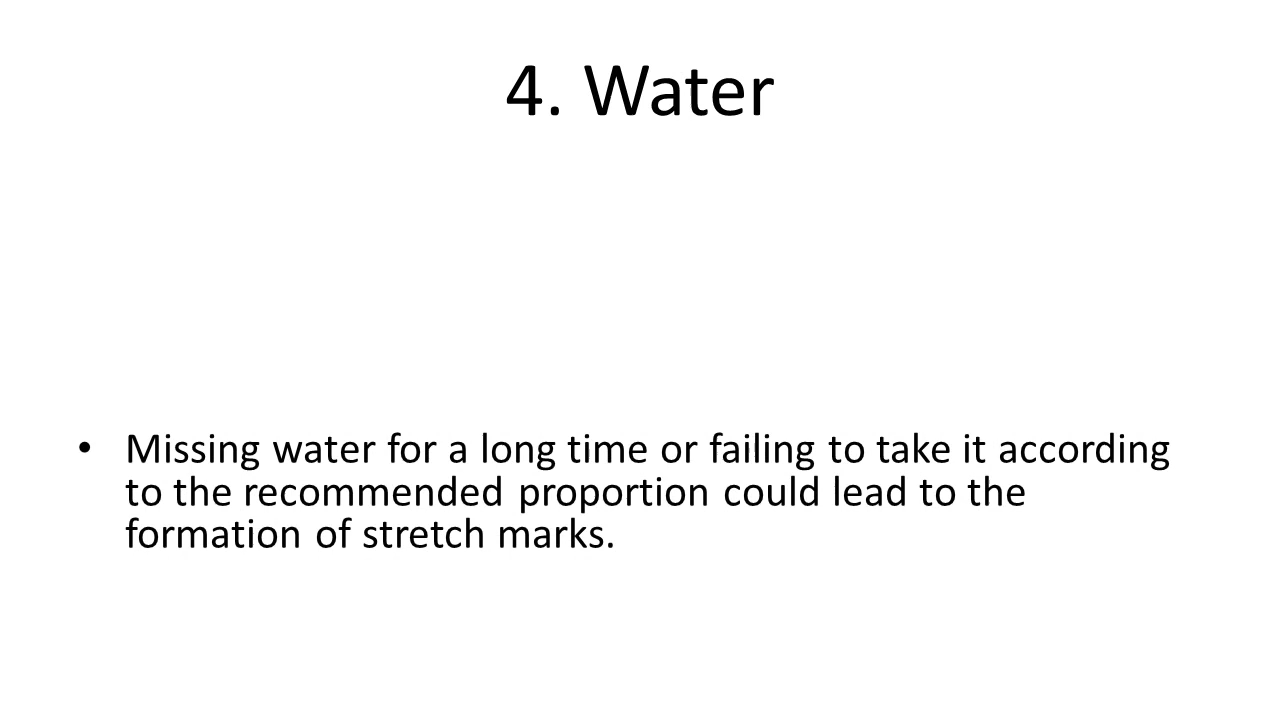 4. Water
• Missing water for a long time or failing to take it according
to the recommended proportion could lead to the
formation of stretch marks.